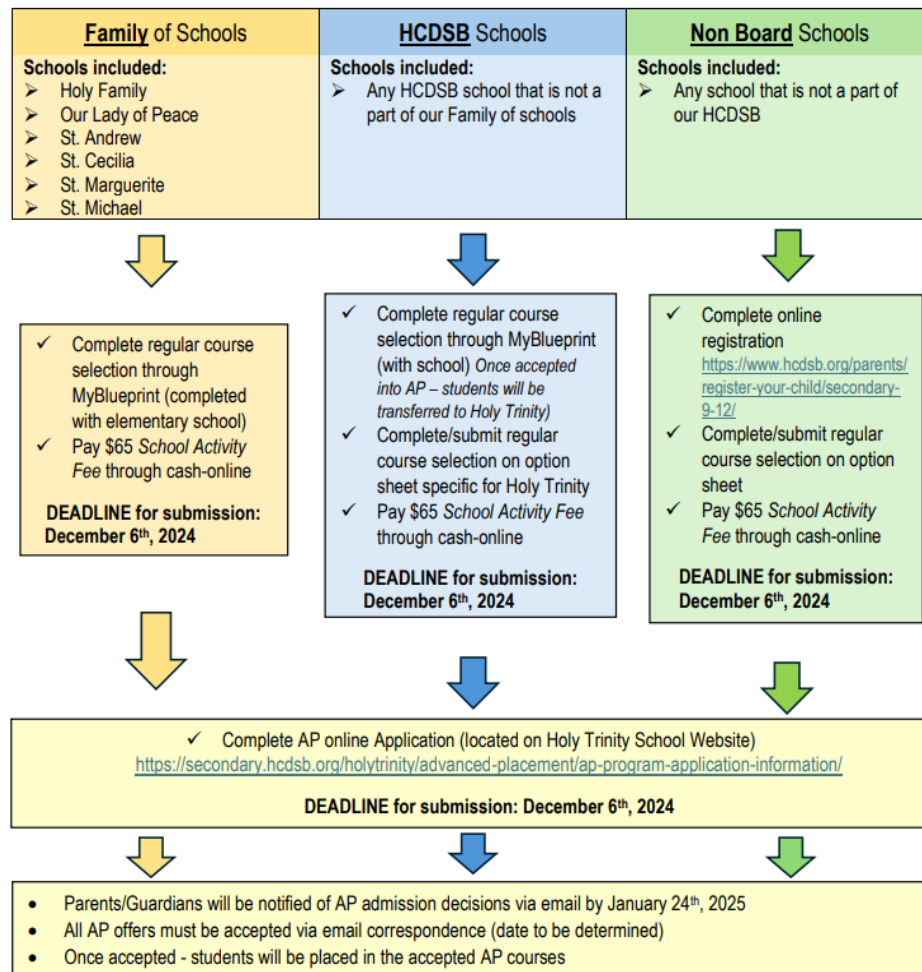 Family of Schools
Schools included:
➢ Holy Family
➢ Our Lady of Peace
➢ St. Andrew
➢ St. Cecilia
➢ St. Marguerite
➢ St. Michael
HCDSB Schools
Schools included:
➢ Any HCDSB school that is not a
part of our Family of schools
Non Board Schools
Schools included:
➢ Any school that is not a part of
our HCDSB
✓ Complete regular course
selection through
MyBlueprint (completed
with elementary school)
✓ Pay $65 School Activity
Fee through cash-online
DEADLINE for submission:
December 6th, 2024
✓ Complete regular course
selection through MyBlueprint
(with school) Once accepted
into AP – students will be
transferred to Holy Trinity)
✓ Complete/submit regular
course selection on option
sheet specific for Holy Trinity
✓ Pay $65 School Activity Fee
through cash-online
DEADLINE for submission:
December 6th, 2024
✓ Complete online
registration
https://www.hcdsb.org/parents/
register-your-child/secondary-
9-12/
✓ Complete/submit regular
course selection on option
sheet
✓ Pay $65 School Activity
Fee through cash-online
DEADLINE for submission:
December 6th, 2024
✓ Complete AP online Application (located on Holy Trinity School Website)
https://secondary.hcdsb.org/holytrinity/advanced-placement/ap-program-application-information/
DEADLINE for submission: December 6th, 2024
• Parents/Guardians will be notified of AP admission decisions via email by January 24th, 2025
• All AP offers must be accepted via email correspondence (date to be determined)
• Once accepted - students will be placed in the accepted AP courses